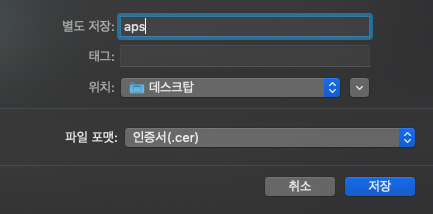 별도 저장: aps
태그:
위치: 데스크탑
파일 포맷: 인증서(.cer)
취소 저장